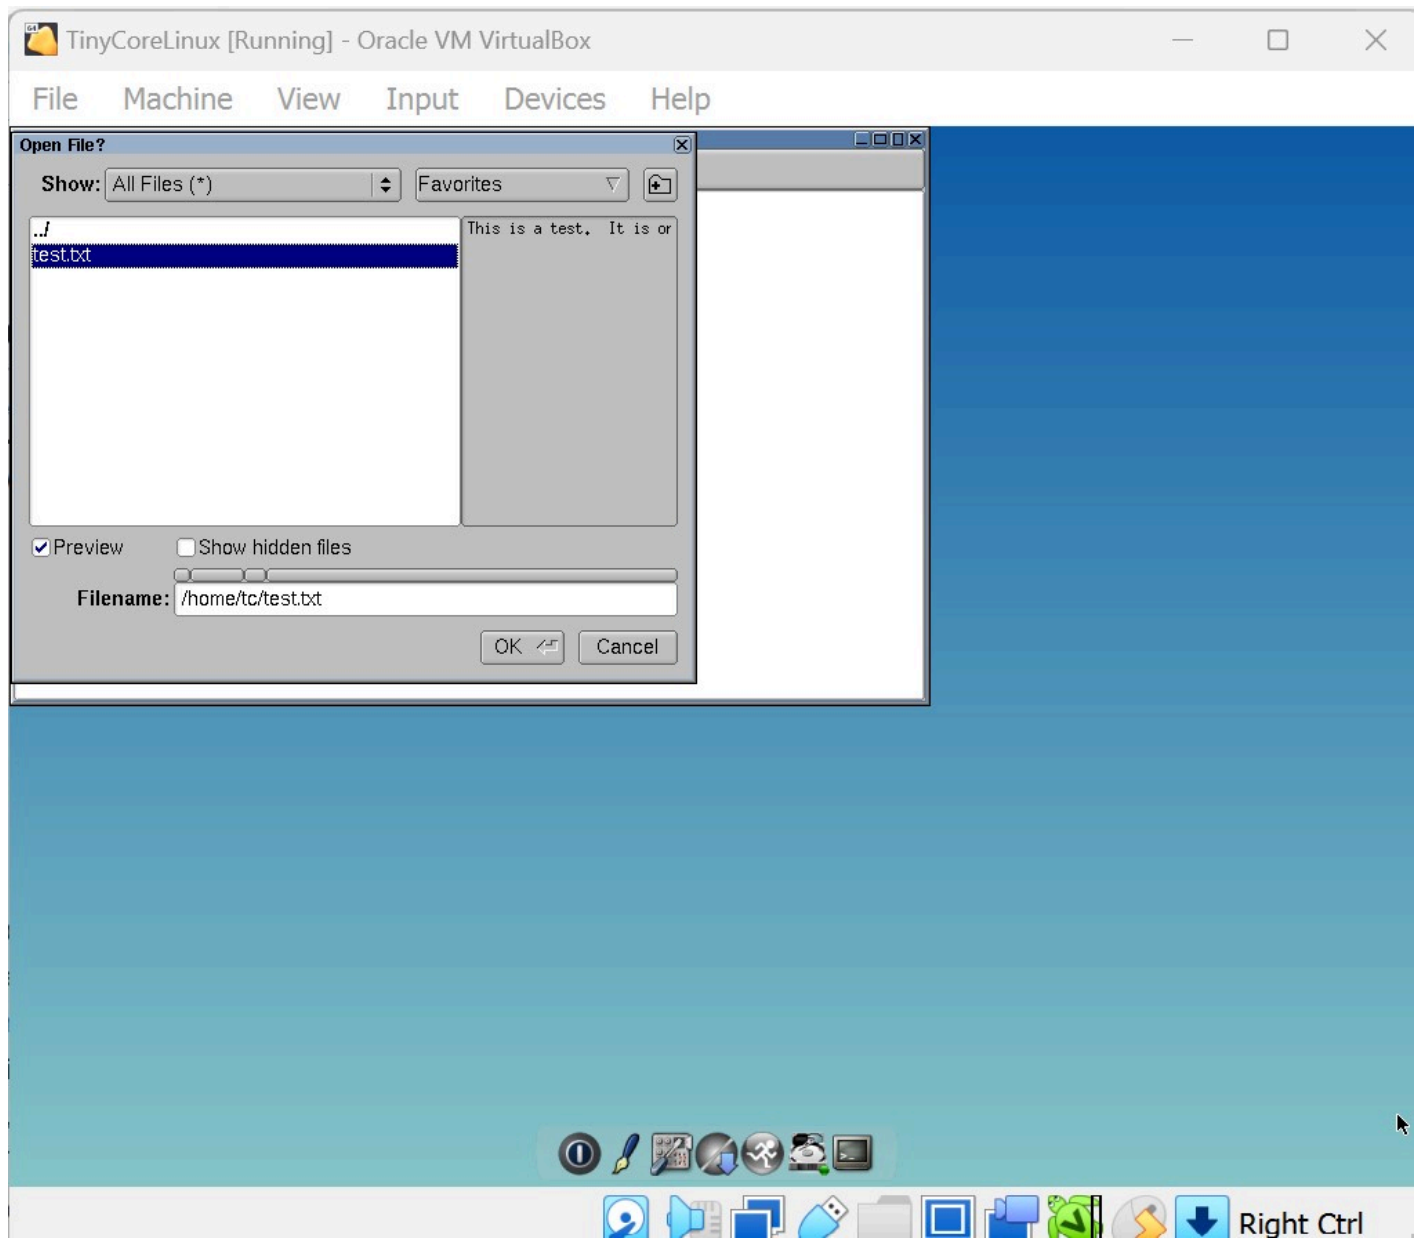 TinyCoreLinux [Running] - Oracle VM VirtualBox
File Machine View Input Devices Help
Open File?
Show: All Files (*) Favorites
../
This is a test. It is or
test.txt
Preview Show hidden files
Filename: /home/tc/test.txt
OK Cancel
Right Ctrl